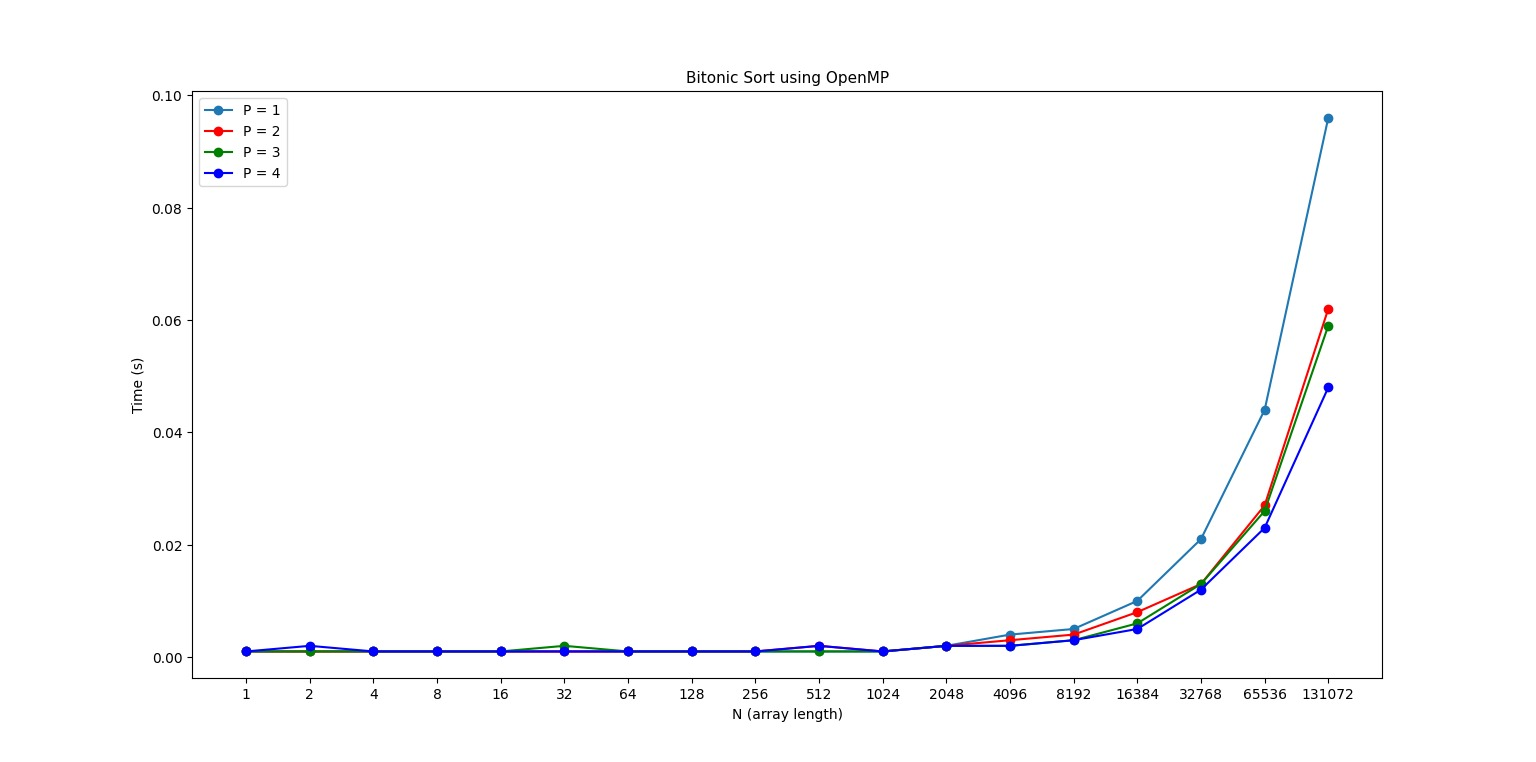 Bitonic Sort using OpenMP
P = 1
P = 2
P = 3
P = 4
0.10
0.08
0.06
0.04
0.02
0.00
Time (s)
1 2 4 8 16 32 64 128 256 512 1024 2048 4096 8192 16384 32768 65536 131072
N (array length)